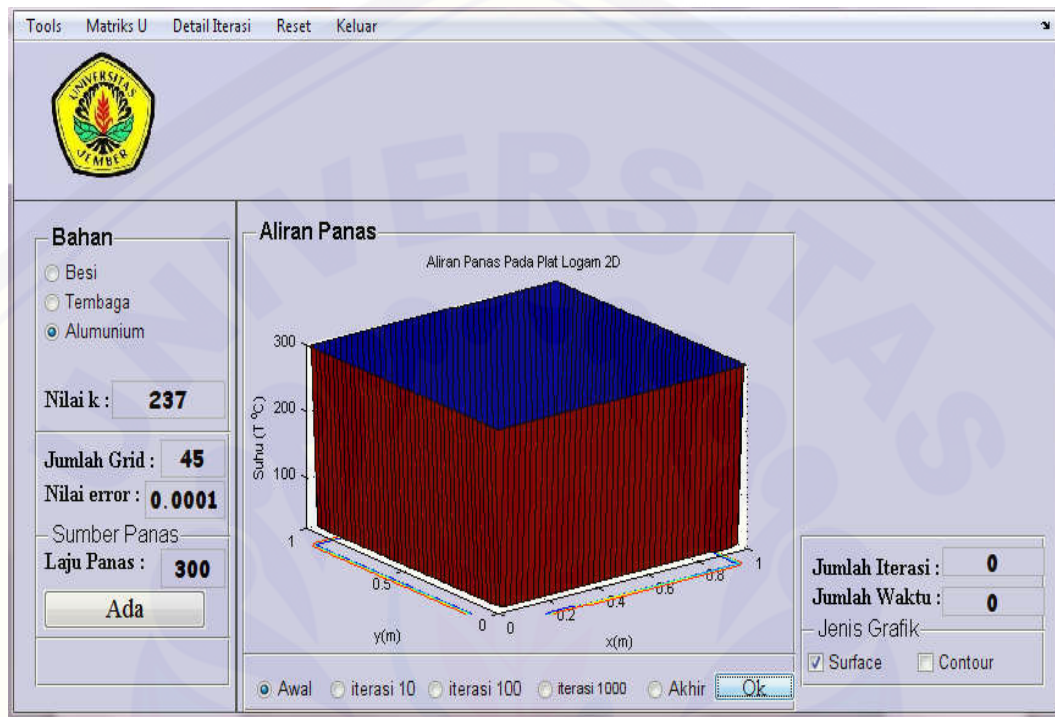 Tools Matriks U Detail Iterasi Reset Keluar
UNIVERSITAS
JEMBER
Bahan
Besi
Tembaga
Alumunium
Nilai k : 237
Jumlah Grid : 45
Nilai error : 0.0001
Sumber Panas
Laju Panas : 300
Ada
Aliran Panas
Aliran Panas Pada Plat Logam 2D
300
200
100
Suhu (T °C)
1
0.5
0
y(m)
0
0.2
0.4
0.6
0.8
1
x(m)
Awal iterasi 10 iterasi 100 iterasi 1000 Akhir Ok
Jumlah Iterasi : 0
Jumlah Waktu : 0
Jenis Grafik
Surface Contour
UNIVERSITAS